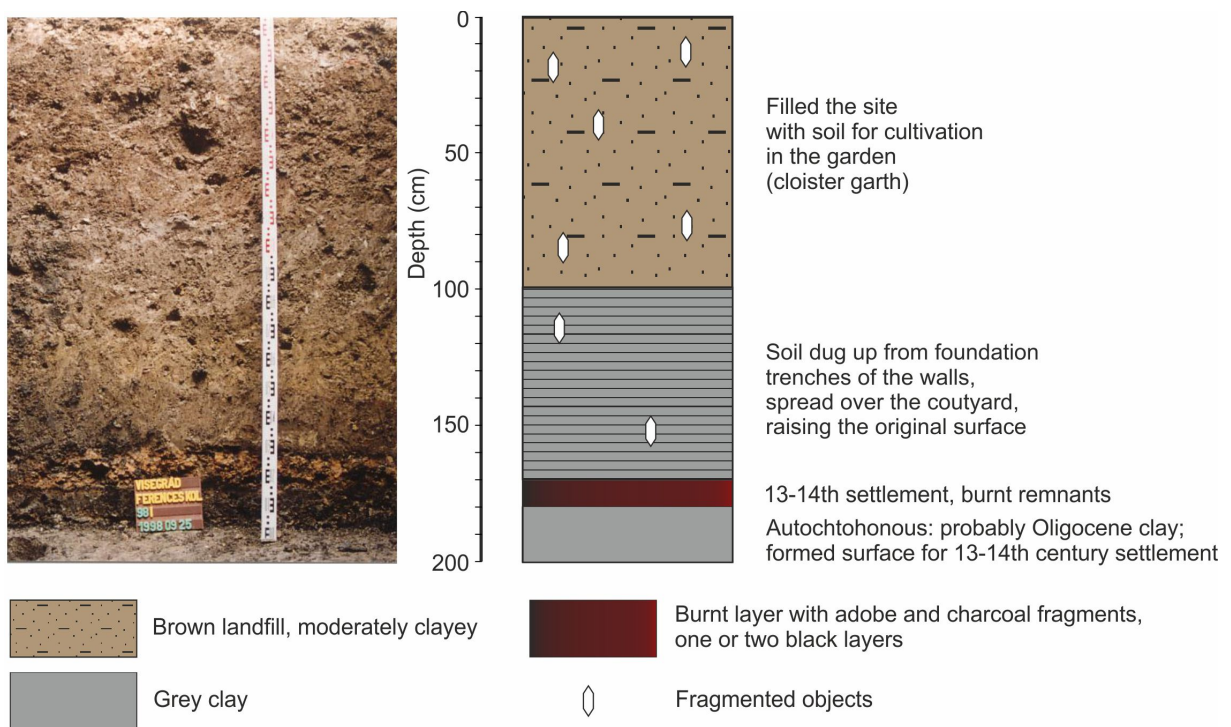 VISEGRÁD
FERENCES KOL.
98
1998 09 25
Depth (cm)
0
50
100
150
200
Filled the site
with soil for cultivation
in the garden
(cloister garth)
Soil dug up from foundation
trenches of the walls,
spread over the coutyard,
raising the original surface
13-14th settlement, burnt remnants
Autochtohonous: probably Oligocene clay;
formed surface for 13-14th century settlement
Brown landfill, moderately clayey
Burnt layer with adobe and charcoal fragments,
one or two black layers
Grey clay
Fragmented objects